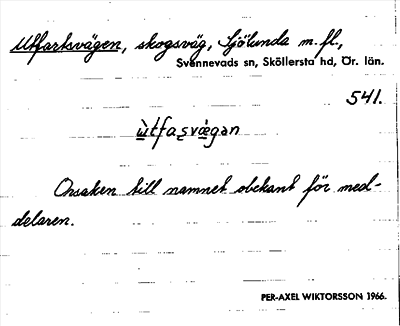 Utfartsvägen, skogsväg, Sjölunda m.fl.,
Svennevads sn, Sköllersta hd, Ör. län.
541.
ùtfasvägan
Orsaken till namnet obekant för med-
delaren.
PER-AXEL WIKTORSSON 1966.